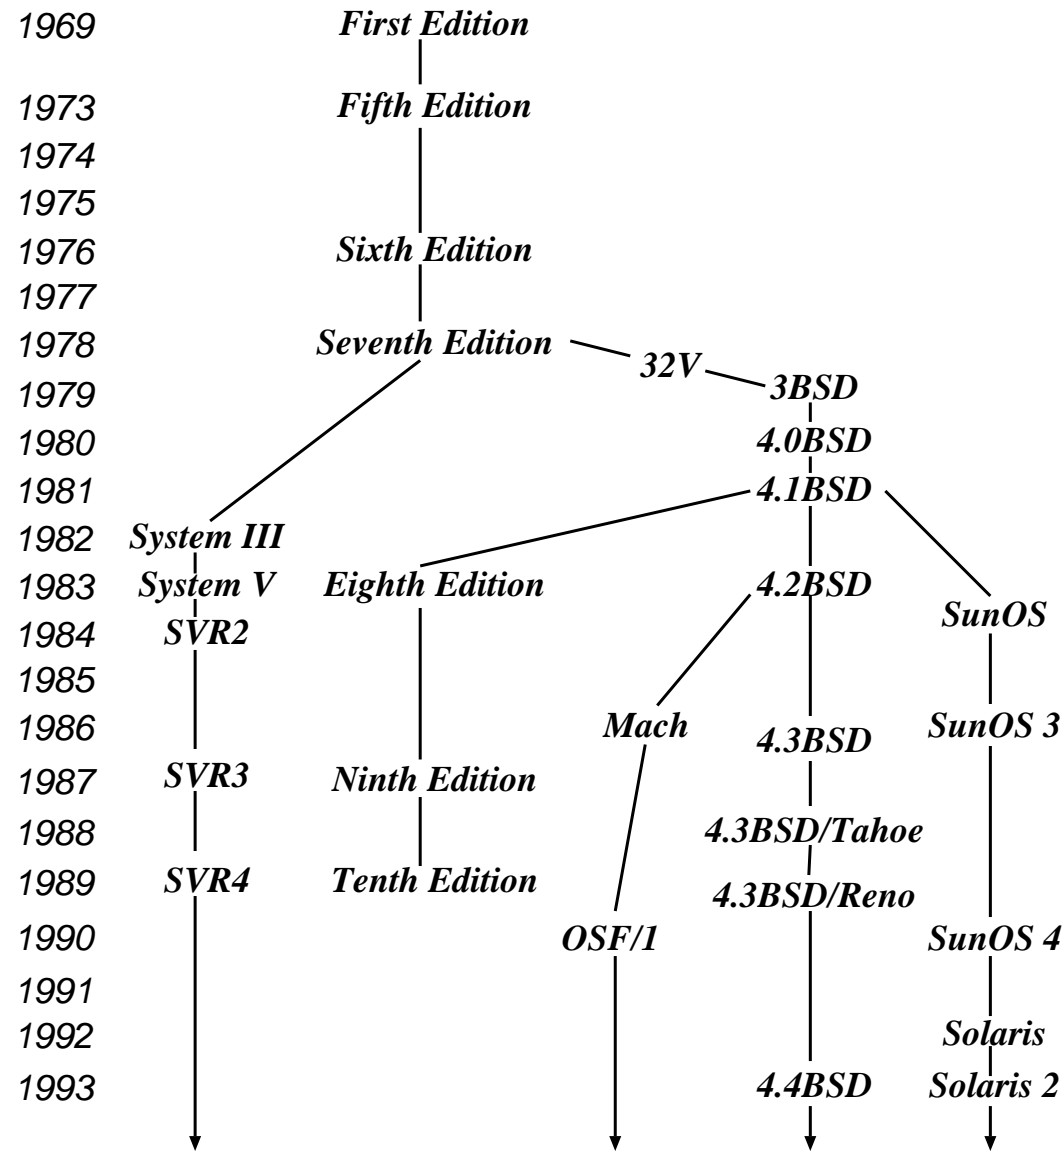 1969 First Edition
1973 Fifth Edition
1974
1975
1976 Sixth Edition
1977
1978 Seventh Edition
32V
1979 3BSD
1980 4.0BSD
1981 4.1BSD
1982 System III
1983 System V Eighth Edition 4.2BSD
SunOS
1984 SVR2
1985
1986 Mach 4.3BSD SunOS 3
1987 SVR3 Ninth Edition
1988 4.3BSD/Tahoe
1989 SVR4 Tenth Edition 4.3BSD/Reno
1990 OSF/1 SunOS 4
1991
1992 Solaris
1993 4.4BSD Solaris 2